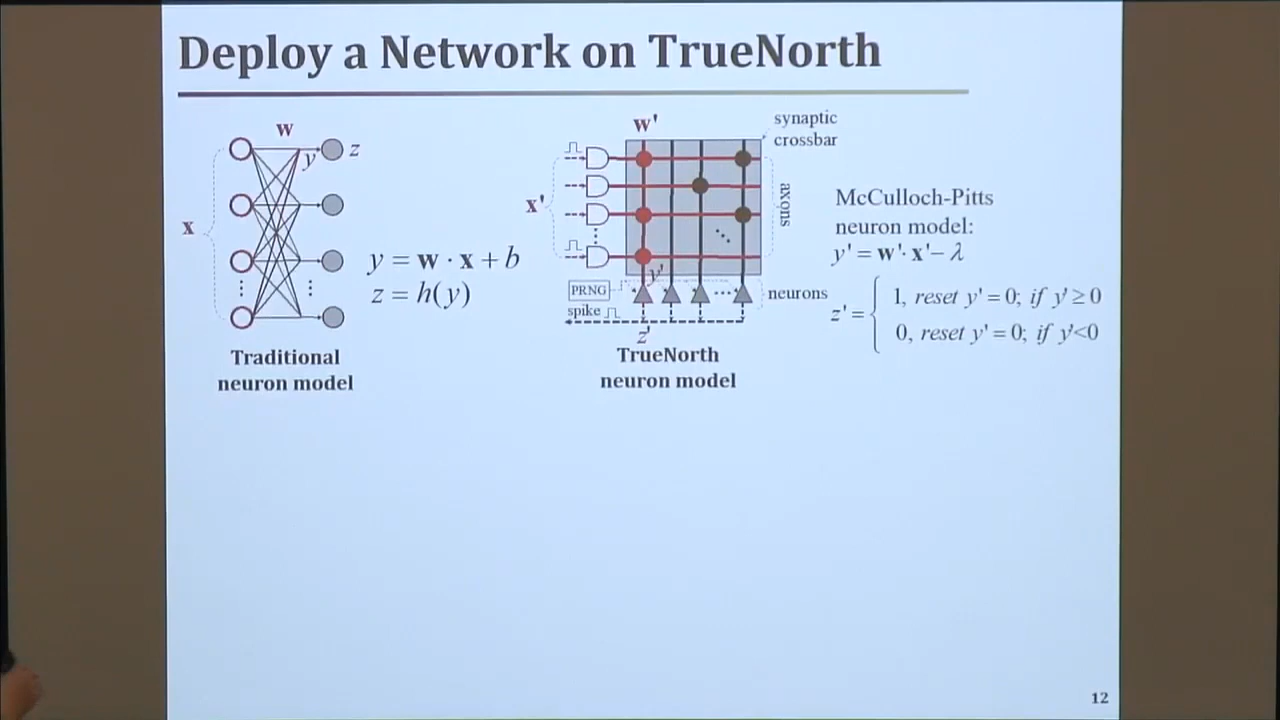 Deploy a Network on TrueNorth
w
y
z
x
y = w · x + b
z = h(y)
Traditional
neuron model
w'
synaptic
crossbar
x'
axons
y'
PRNG
neurons
spike
z'
TrueNorth
neuron model
McCulloch-Pitts
neuron model:
y' = w'· x' − λ
z' = { 1, reset y' = 0; if y' ≥ 0
0, reset y' = 0; if y' < 0
12